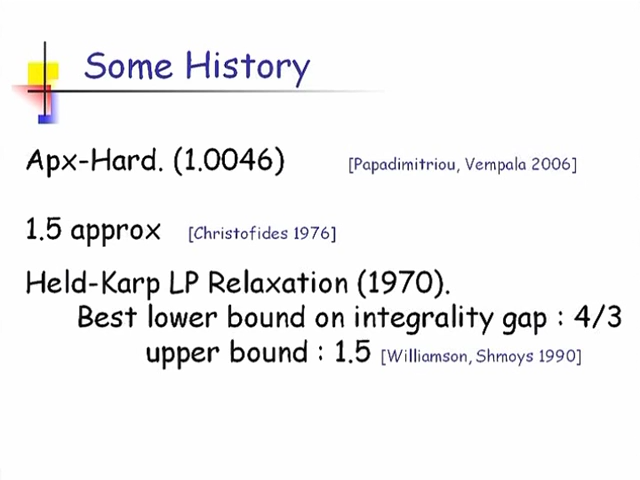 Some History
Apx-Hard. (1.0046) [Papadimitriou, Vempala 2006]
1.5 approx [Christofides 1976]
Held-Karp LP Relaxation (1970).
Best lower bound on integrality gap : 4/3
upper bound : 1.5 [Williamson, Shmoys 1990]